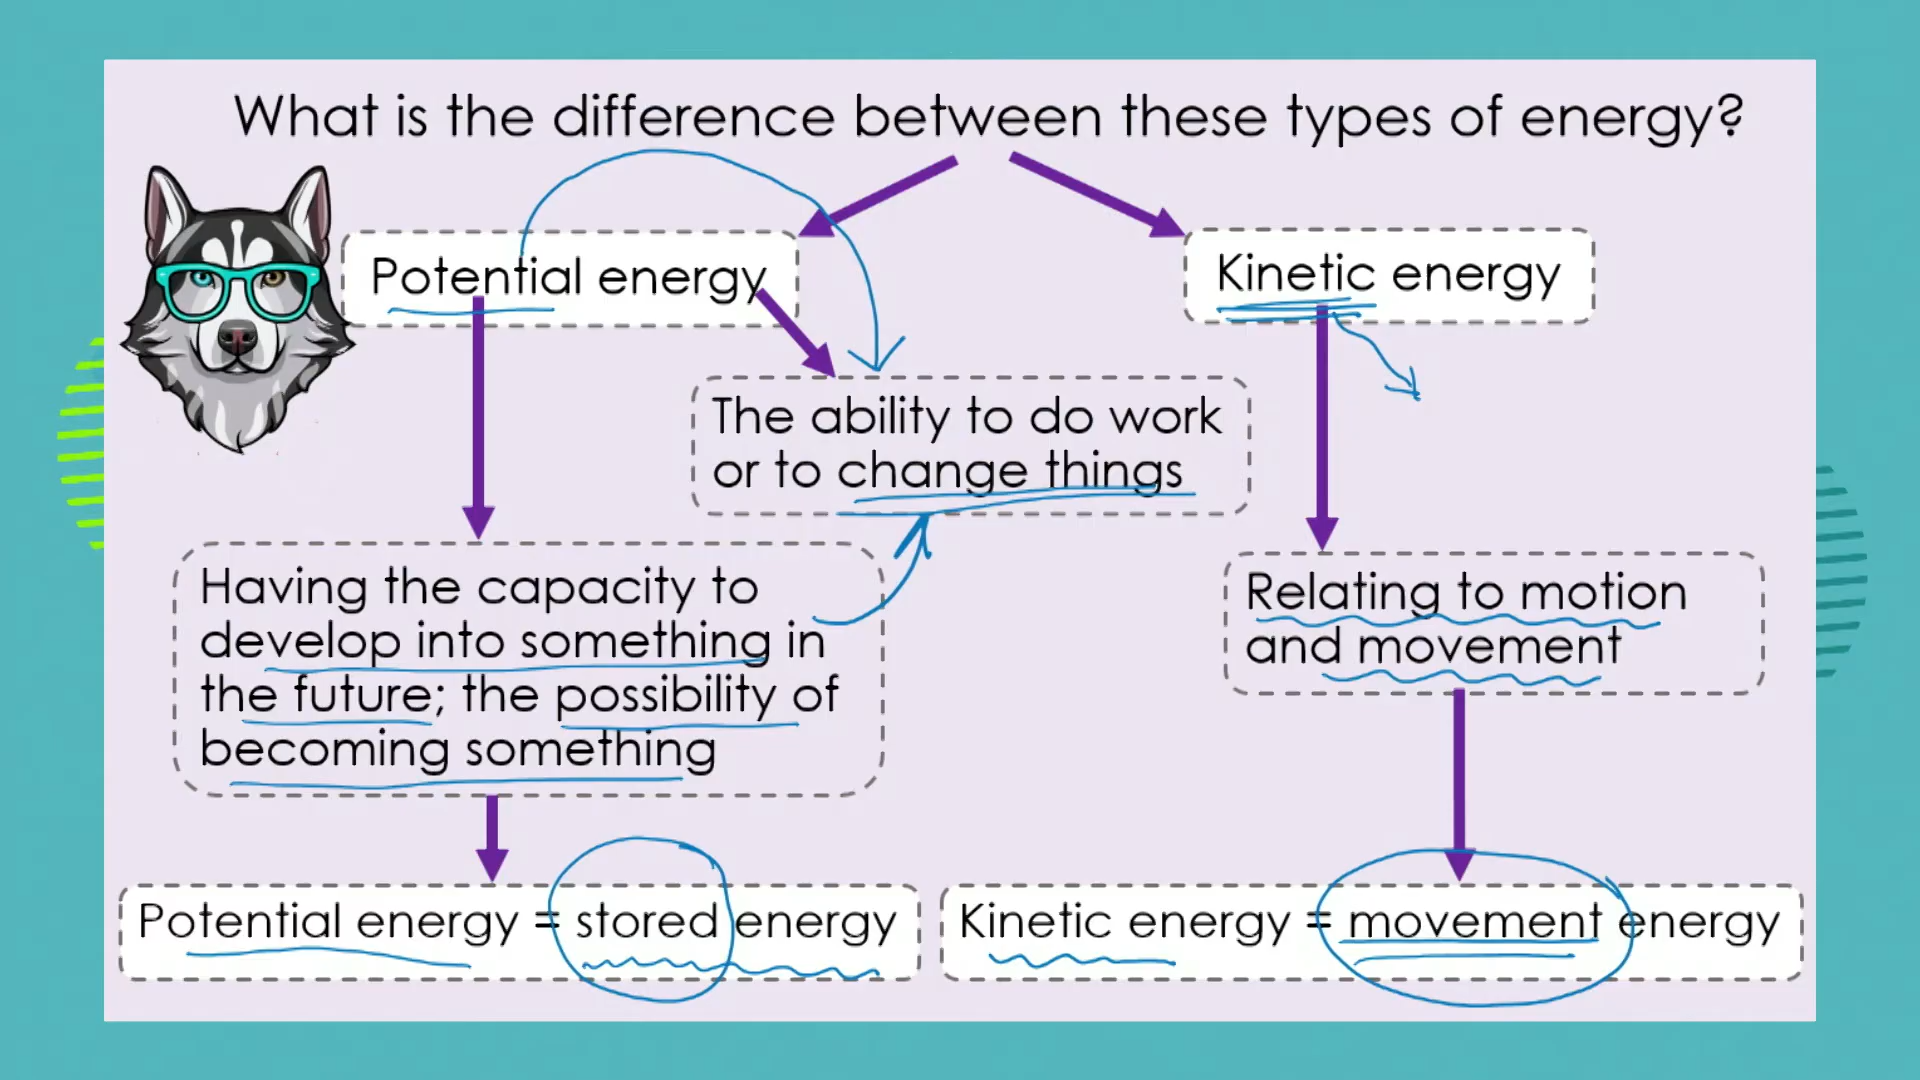 What is the difference between these types of energy?
Potential energy
Kinetic energy
The ability to do work
or to change things
Having the capacity to
develop into something in
the future; the possibility of
becoming something
Relating to motion
and movement
Potential energy = stored energy
Kinetic energy = movement energy